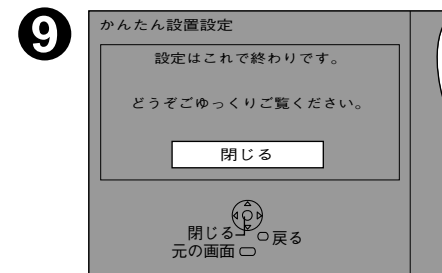 9
かんたん設置設定
設定はこれで終わりです。
どうぞごゆっくりご覧ください。
閉じる
閉じる
戻る
元の画面